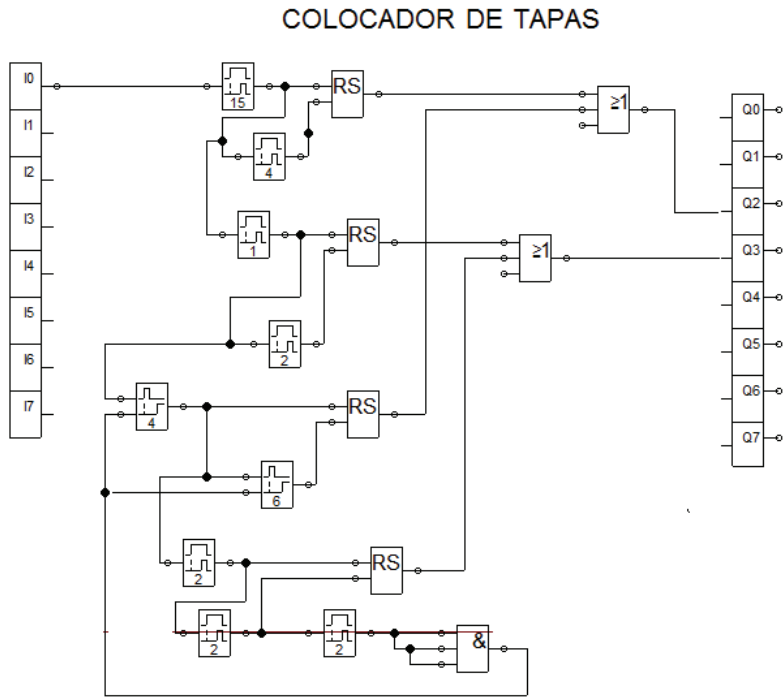 COLOCADOR DE TAPAS
I0
I1
I2
I3
I4
I5
I6
I7
15
RS
4
1
RS
2
4
RS
6
2
RS
2
2
&
≥1
≥1
Q0
Q1
Q2
Q3
Q4
Q5
Q6
Q7